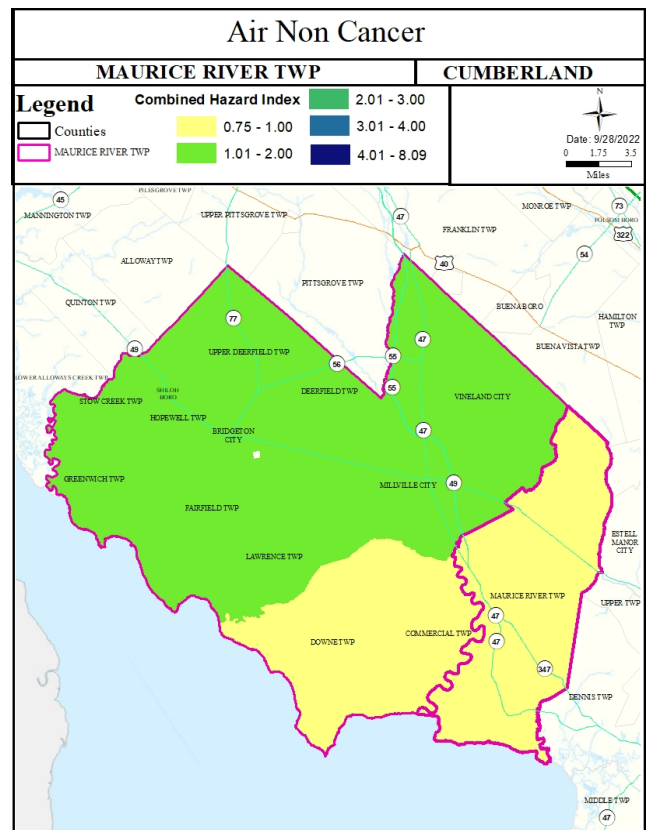 Air Non Cancer
MAURICE RIVER TWP
CUMBERLAND
Legend
Counties
MAURICE RIVER TWP
Combined Hazard Index
0.75 - 1.00
1.01 - 2.00
2.01 - 3.00
3.01 - 4.00
4.01 - 8.09
N
Date: 9/28/2022
0 1.75 3.5
Miles
PILESGROVE TWP
45
MANNINGTON TWP
UPPER PITTSGROVE TWP
47
MONROE TWP
73
FOLSOM BORO
322
FRANKLIN TWP
54
40
ALLOWAY TWP
PITTSGROVE TWP
QUINTON TWP
BUENA BORO
HAMILTON
TWP
77
49
47
BUENA VISTA TWP
UPPER DEERFIELD TWP
56
55
LOWER ALLOWAYS CREEK TWP
SHILOH
BORO
DEERFIELD TWP
55
VINELAND CITY
STOW CREEK TWP
HOPEWELL TWP
BRIDGETON
CITY
47
GREENWICH TWP
MILLVILLE CITY
49
FAIRFIELD TWP
ESTELL
MANOR
CITY
LAWRENCE TWP
MAURICE RIVER TWP
UPPER TWP
47
DOWNE TWP
COMMERCIAL TWP
47
347
DENNIS TWP
MIDDLE TWP
47